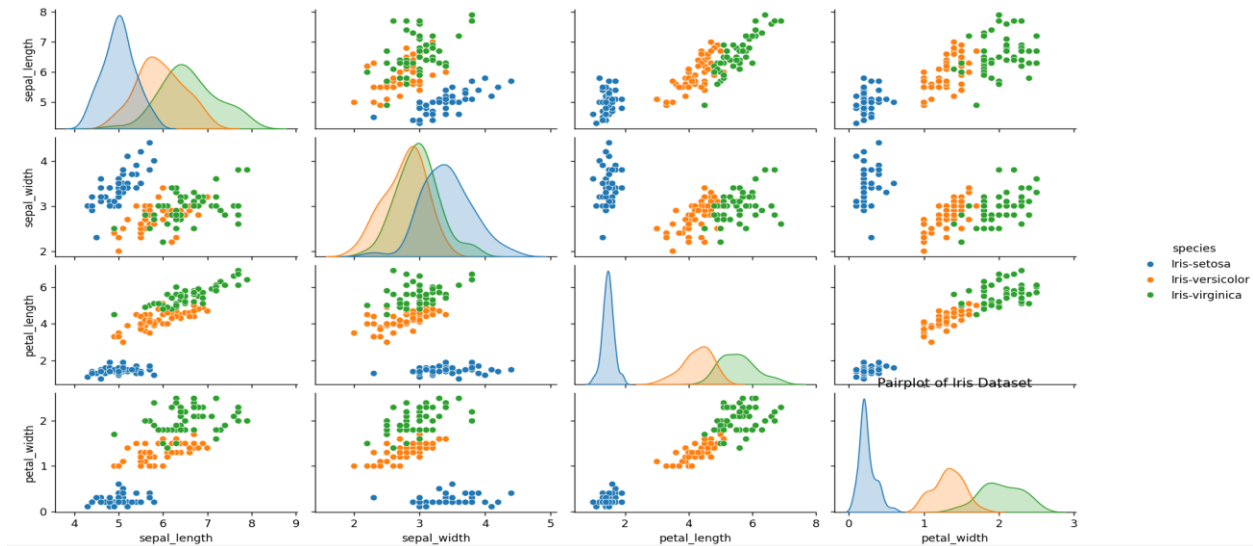 8
7
6
5
sepal_length
4
3
2
sepal_width
6
4
2
petal_length
Pairplot of Iris Dataset
2
1
0
petal_width
4 5 6 7 8 9
sepal_length
2 3 4 5
sepal_width
2 4 6 8
petal_length
0 1 2 3
petal_width
species
Iris-setosa
Iris-versicolor
Iris-virginica